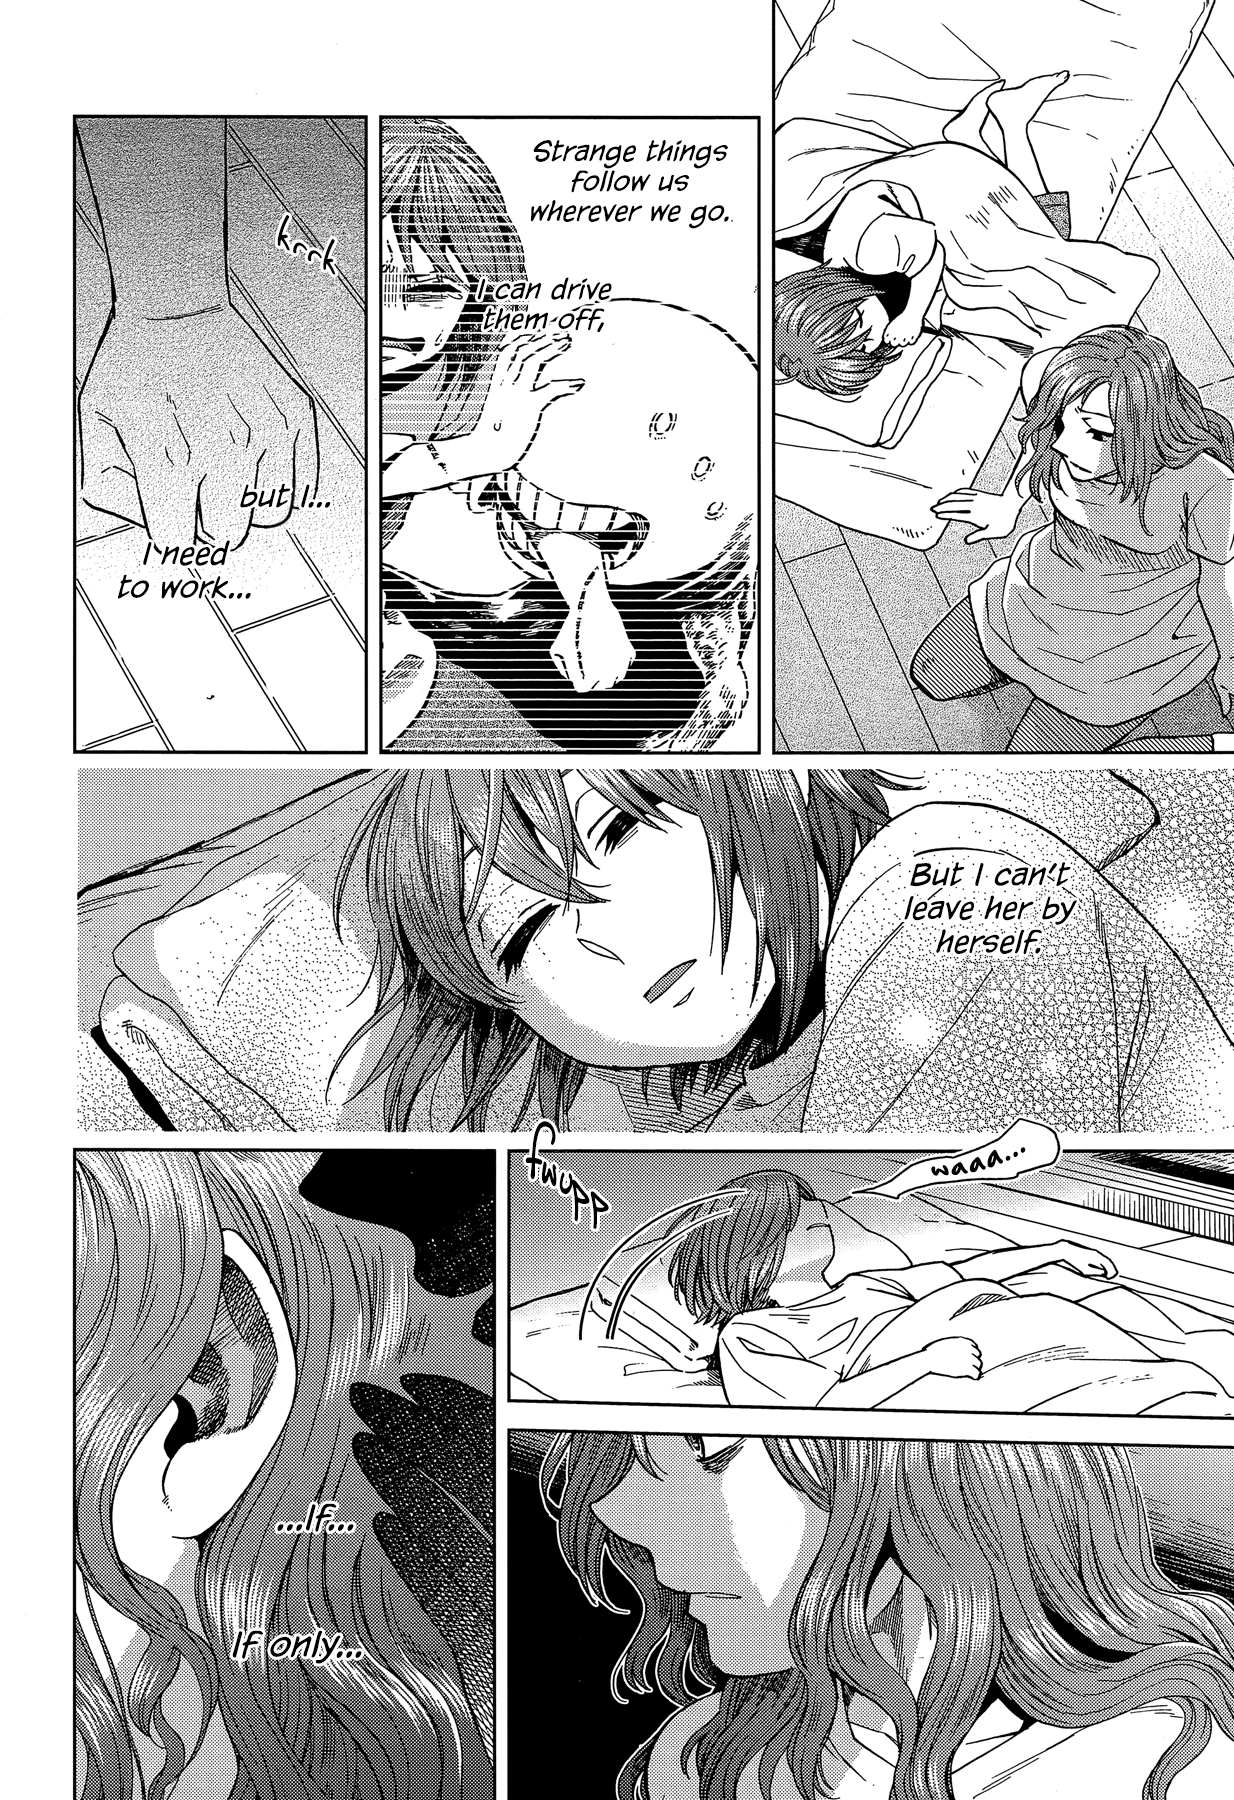 Strange things
follow us
wherever we go.
I can drive
them off,
krrk
but I...
I need
to work...
But I can't
leave her by
herself.
waaa...
fwupp
...If...
If only...